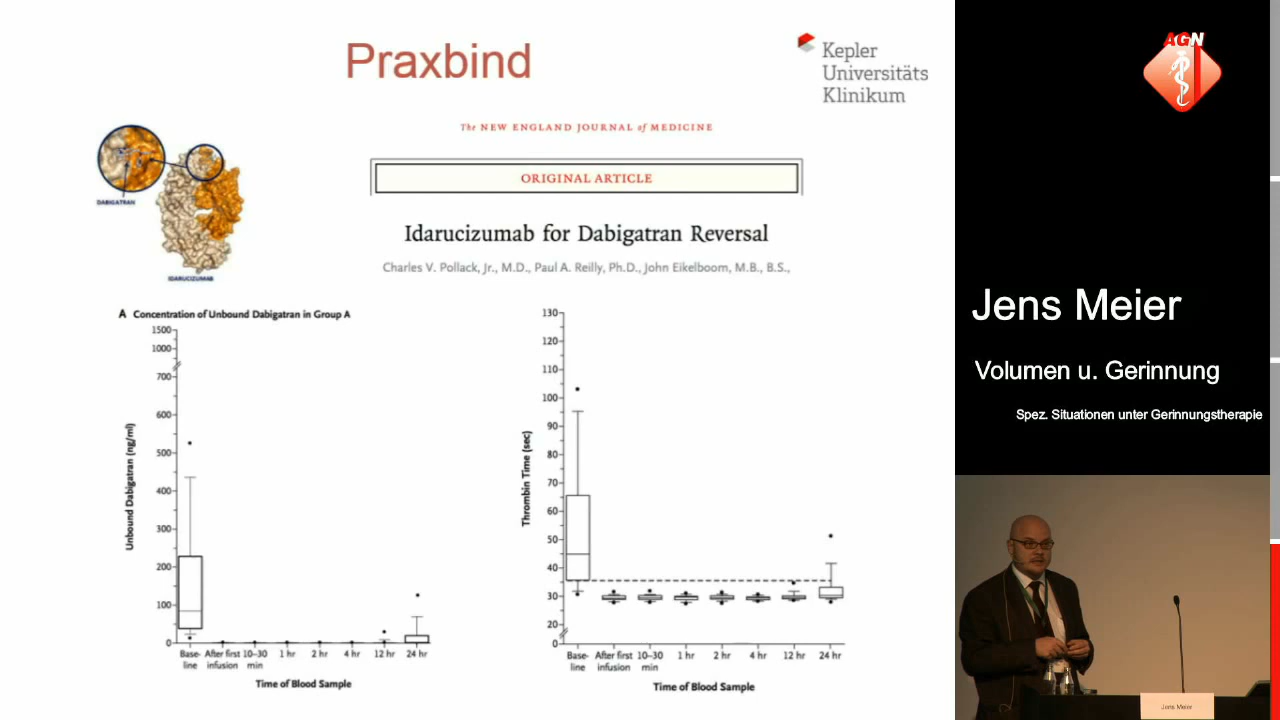 Praxbind
Kepler
Universitäts
Klinikum
AGN
The NEW ENGLAND JOURNAL of MEDICINE
ORIGINAL ARTICLE
Idarucizumab for Dabigatran Reversal
Charles V. Pollack, Jr., M.D., Paul A. Reilly, Ph.D., John Eikelboom, M.B., B.S.,
DABIGATRAN
IDARUCIZUMAB
A Concentration of Unbound Dabigatran in Group A
1500
1000
700
600
500
400
300
200
100
0
Unbound Dabigatran (ng/ml)
Base-line
After first infusion
10–30 min
1 hr
2 hr
4 hr
12 hr
24 hr
Time of Blood Sample
130
120
110
100
90
80
70
60
50
40
30
20
0
Thrombin Time (sec)
Base-line
After first infusion
10–30 min
1 hr
2 hr
4 hr
12 hr
24 hr
Time of Blood Sample
Jens Meier
Volumen u. Gerinnung
Spez. Situationen unter Gerinnungstherapie
Jens Meier